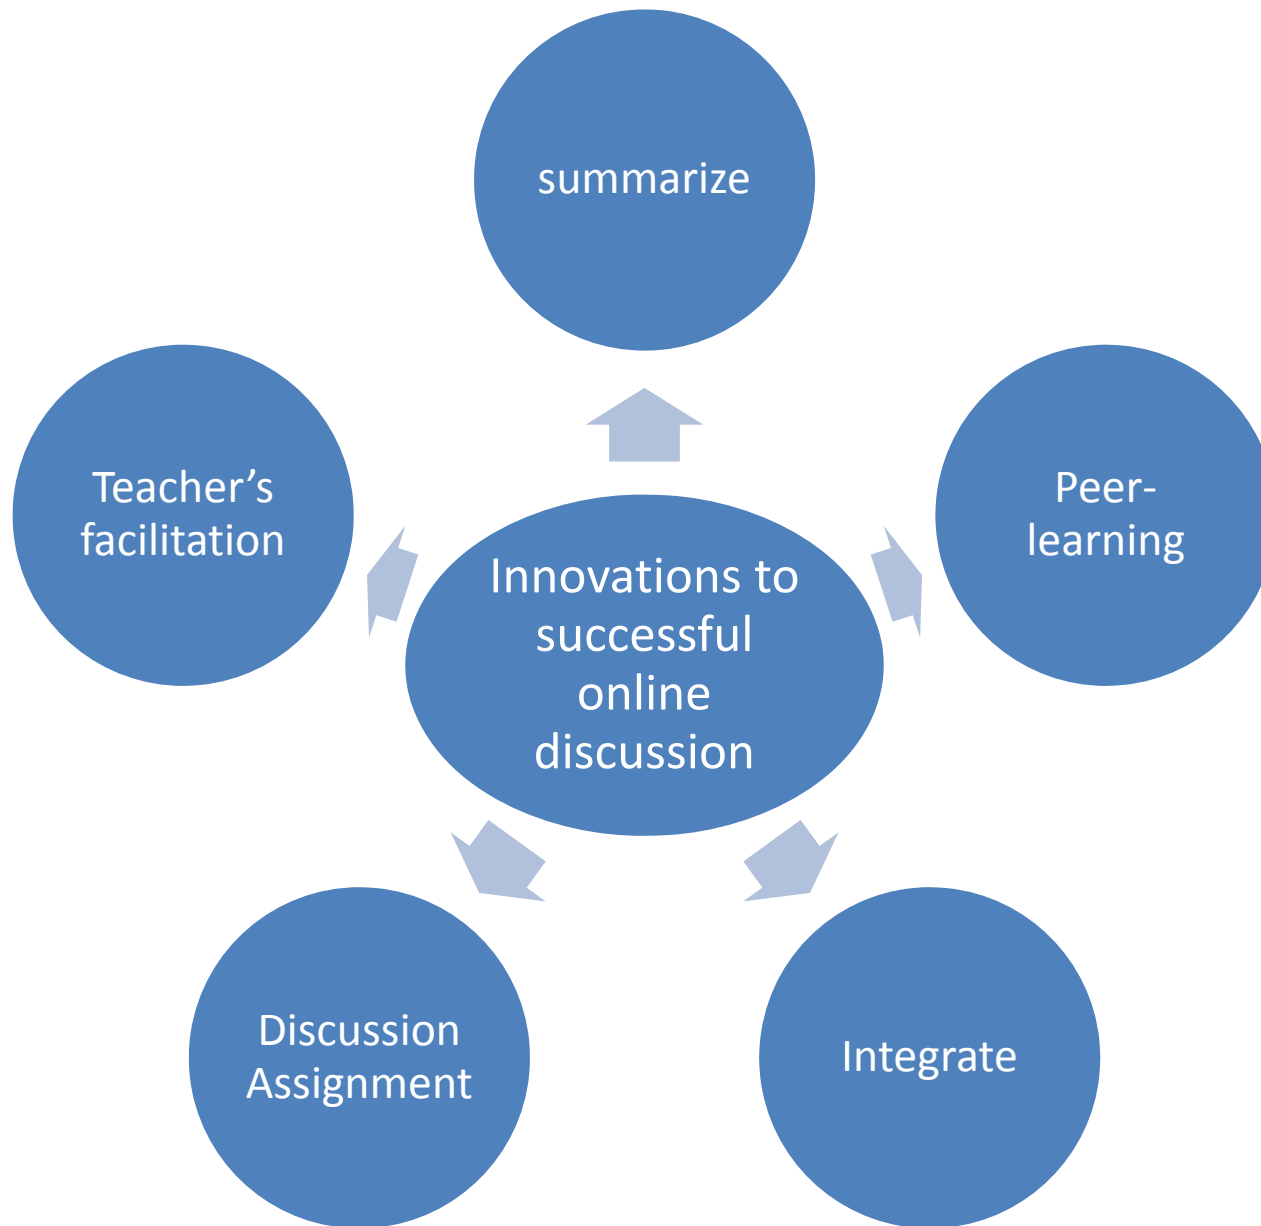 summarize
Teacher’s
facilitation
Peer-
learning
Innovations to
successful
online
discussion
Discussion
Assignment
Integrate